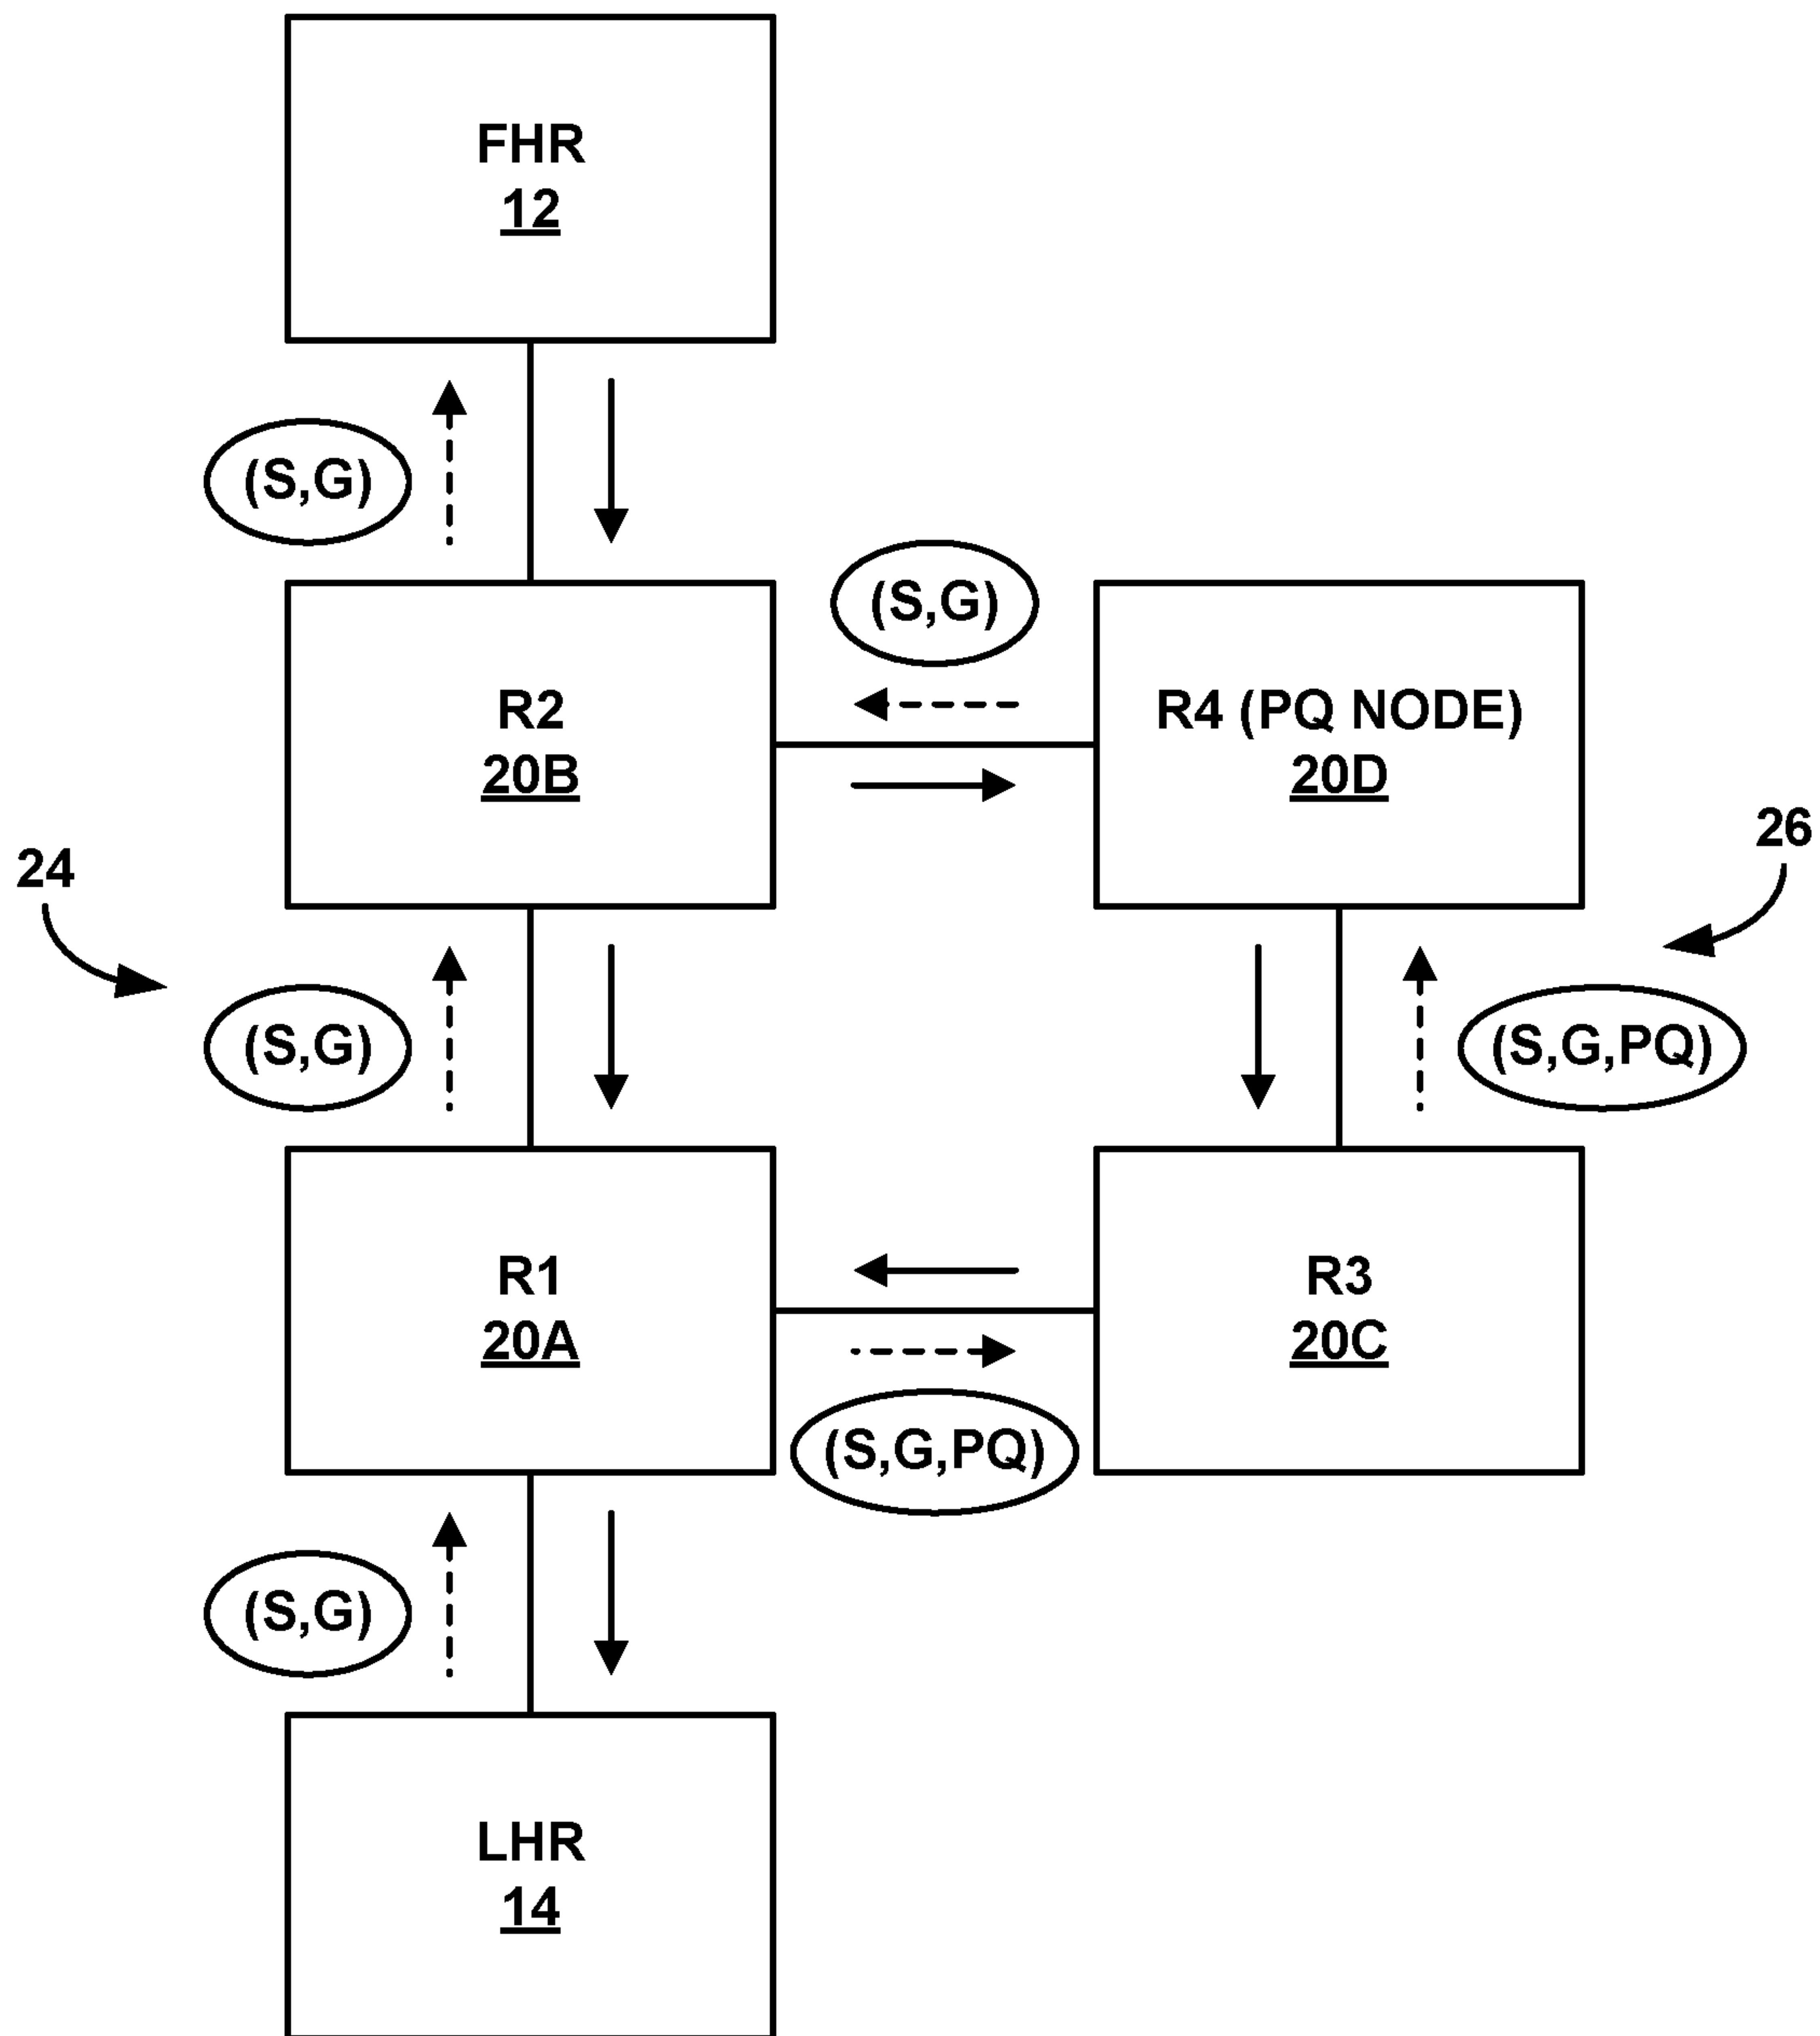 FHR
12
(S,G)
(S,G)
R2
20B
R4 (PQ NODE)
20D
24
26
(S,G)
(S,G,PQ)
R1
20A
R3
20C
(S,G,PQ)
(S,G)
LHR
14